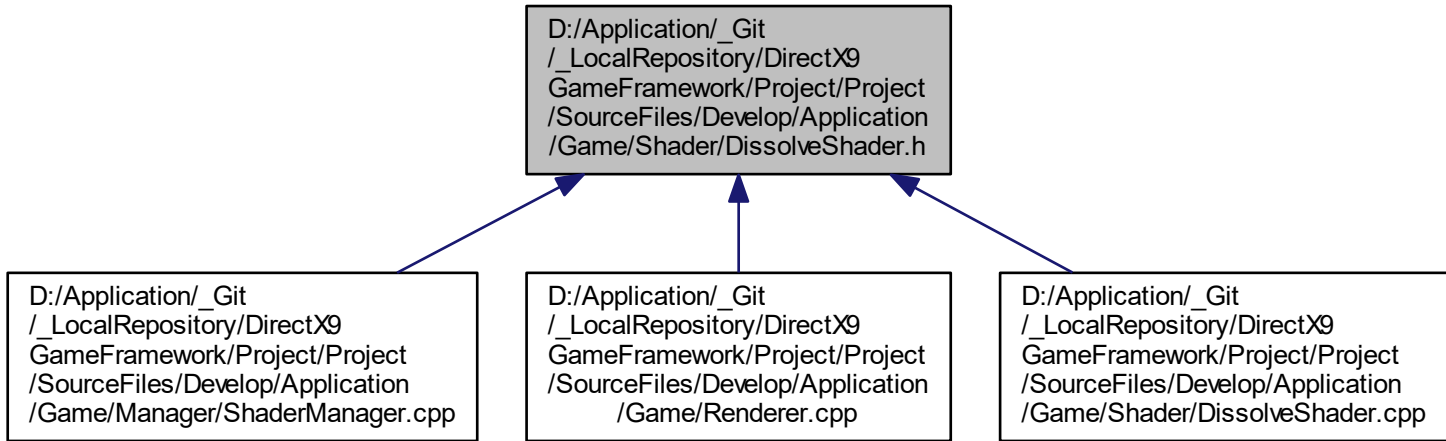 D:/Application/_Git
/_LocalRepository/DirectX9
GameFramework/Project/Project
/SourceFiles/Develop/Application
/Game/Shader/DissolveShader.h
D:/Application/_Git
/_LocalRepository/DirectX9
GameFramework/Project/Project
/SourceFiles/Develop/Application
/Game/Manager/ShaderManager.cpp
D:/Application/_Git
/_LocalRepository/DirectX9
GameFramework/Project/Project
/SourceFiles/Develop/Application
/Game/Renderer.cpp
D:/Application/_Git
/_LocalRepository/DirectX9
GameFramework/Project/Project
/SourceFiles/Develop/Application
/Game/Shader/DissolveShader.cpp